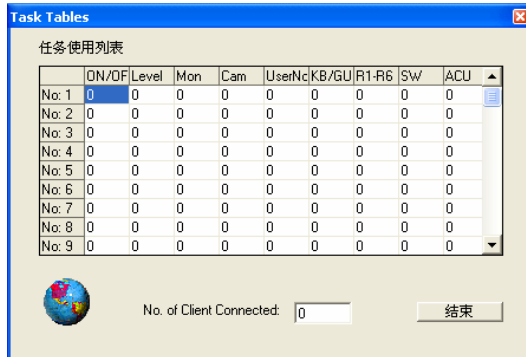 Task Tables
任务使用列表
ON/OF Level Mon Cam UserNo KB/GU R1-R6 SW ACU
No: 1 0 0 0 0 0 0 0 0 0
No: 2 0 0 0 0 0 0 0 0 0
No: 3 0 0 0 0 0 0 0 0 0
No: 4 0 0 0 0 0 0 0 0 0
No: 5 0 0 0 0 0 0 0 0 0
No: 6 0 0 0 0 0 0 0 0 0
No: 7 0 0 0 0 0 0 0 0 0
No: 8 0 0 0 0 0 0 0 0 0
No: 9 0 0 0 0 0 0 0 0 0
No. of Client Connected: 0 结束